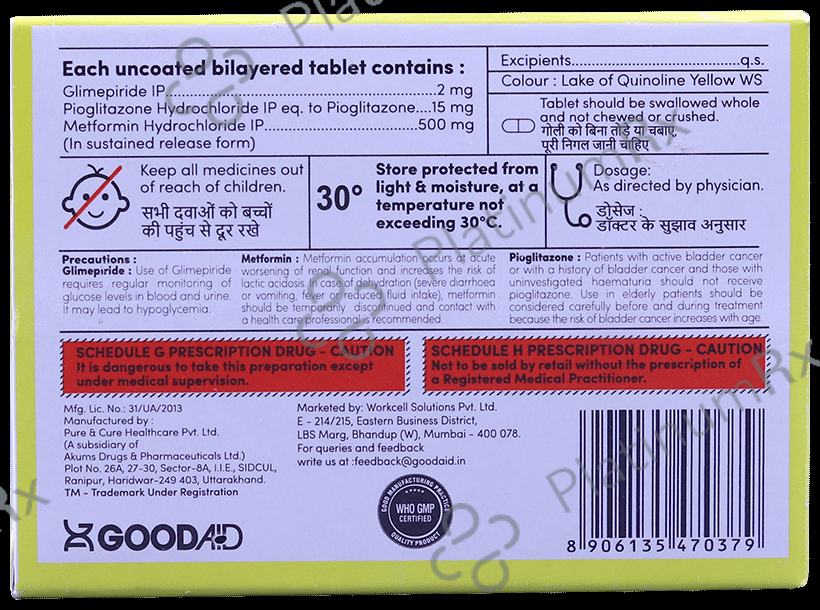 Each uncoated bilayered tablet contains :
Glimepiride IP..........................................................2 mg
Pioglitazone Hydrochloride IP eq. to Pioglitazone....15 mg
Metformin Hydrochloride IP.................................500 mg
(In sustained release form)
Excipients..........................................q.s.
Colour : Lake of Quinoline Yellow WS
Tablet should be swallowed whole
and not chewed or crushed.
गोली को बिना तोड़े या चबाए,
पूरी निगल जानी चाहिए
Keep all medicines out
of reach of children.
सभी दवाओं को बच्चों
की पहुंच से दूर रखे
30°
Store protected from
light & moisture, at a
temperature not
exceeding 30°C.
Dosage:
As directed by physician.
डोसेज :
डॉक्टर के सुझाव अनुसार
Precautions :
Glimepiride : Use of Glimepiride
requires regular monitoring of
glucose levels in blood and urine.
It may lead to hypoglycemia.
Metformin : Metformin accumulation occurs at acute
worsening of renal function and increases the risk of
lactic acidosis. In case of dehydration (severe diarrhoea
or vomiting, fever or reduced fluid intake), metformin
should be temporarily discontinued and contact with
a health care professional is recommended.
Pioglitazone : Patients with active bladder cancer
or with a history of bladder cancer and those with
uninvestigated haematuria should not receive
pioglitazone. Use in elderly patients should be
considered carefully before and during treatment
because the risk of bladder cancer increases with age.
SCHEDULE G PRESCRIPTION DRUG - CAUTION
It is dangerous to take this preparation except
under medical supervision.
SCHEDULE H PRESCRIPTION DRUG - CAUTION
Not to be sold by retail without the prescription of
a Registered Medical Practitioner.
Mfg. Lic. No.: 31/UA/2013
Manufactured by :
Pure & Cure Healthcare Pvt. Ltd.
(A subsidiary of
Akums Drugs & Pharmaceuticals Ltd.)
Plot No. 26A, 27-30, Sector-8A, I.I.E., SIDCUL,
Ranipur, Haridwar-249 403, Uttarakhand.
TM - Trademark Under Registration
Marketed by: Workcell Solutions Pvt. Ltd.
E - 214/215, Eastern Business District,
LBS Marg, Bhandup (W), Mumbai - 400 078.
For queries and feedback
write us at :feedback@goodaid.in
GOODAID
GOOD MANUFACTURING PRACTICE
WHO GMP
CERTIFIED
QUALITY PRODUCT
8 906135 470379
PlatinumRx
PlatinumRx
PlatinumRx